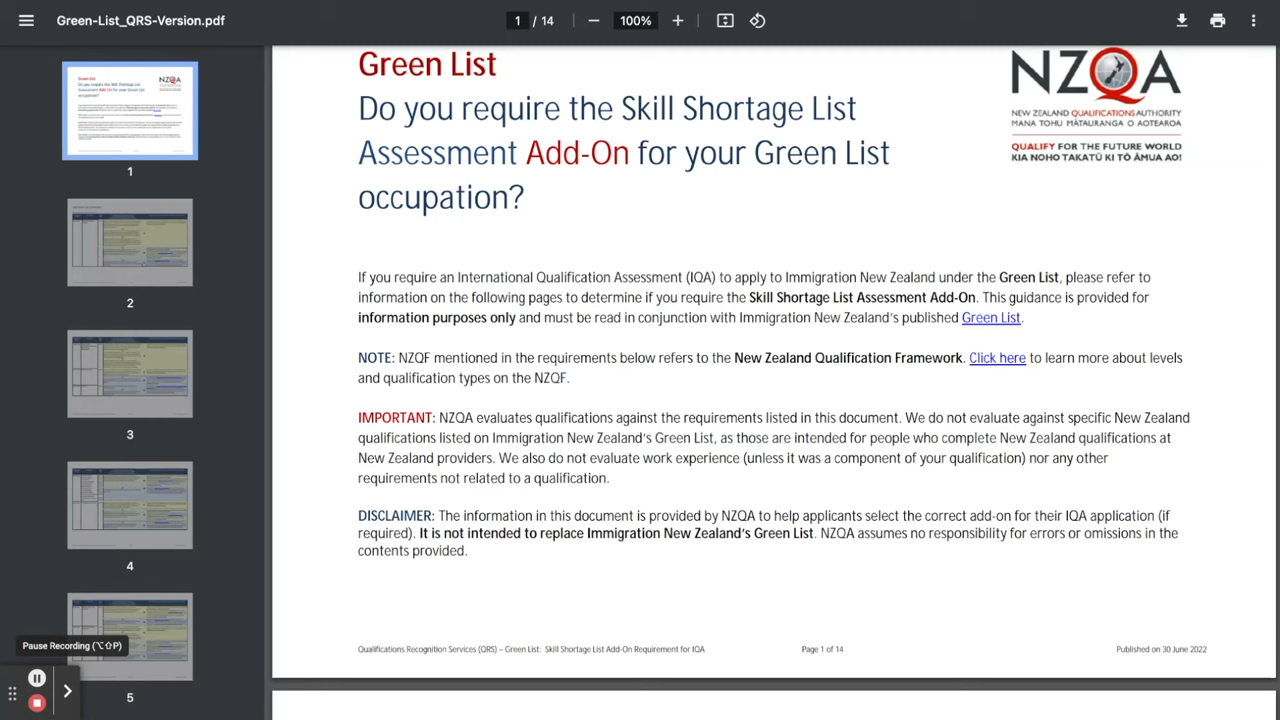 Green-List_QRS-Version.pdf
1 / 14
100%
Green List
Do you require the Skill Shortage List
Assessment Add-On for your Green List
occupation?
NZQA
NEW ZEALAND QUALIFICATIONS AUTHORITY
MANA TOHU MĀTAURANGA O AOTEAROA
QUALIFY FOR THE FUTURE WORLD
KIA NOHO TAKATŪ KI TŌ ĀMUA AO!
If you require an International Qualification Assessment (IQA) to apply to Immigration New Zealand under the Green List, please refer to
information on the following pages to determine if you require the Skill Shortage List Assessment Add-On. This guidance is provided for
information purposes only and must be read in conjunction with Immigration New Zealand's published Green List.
NOTE: NZQF mentioned in the requirements below refers to the New Zealand Qualification Framework. Click here to learn more about levels
and qualification types on the NZQF.
IMPORTANT: NZQA evaluates qualifications against the requirements listed in this document. We do not evaluate against specific New Zealand
qualifications listed on Immigration New Zealand's Green List, as those are intended for people who complete New Zealand qualifications at
New Zealand providers. We also do not evaluate work experience (unless it was a component of your qualification) nor any other
requirements not related to a qualification.
DISCLAIMER: The information in this document is provided by NZQA to help applicants select the correct add-on for their IQA application (if
required). It is not intended to replace Immigration New Zealand's Green List. NZQA assumes no responsibility for errors or omissions in the
contents provided.
Qualifications Recognition Services (QRS) – Green List: Skill Shortage List Add-On Requirement for IQA
Page 1 of 14
Published on 30 June 2022
1
2
3
4
5
Pause Recording (⌥⇧P)